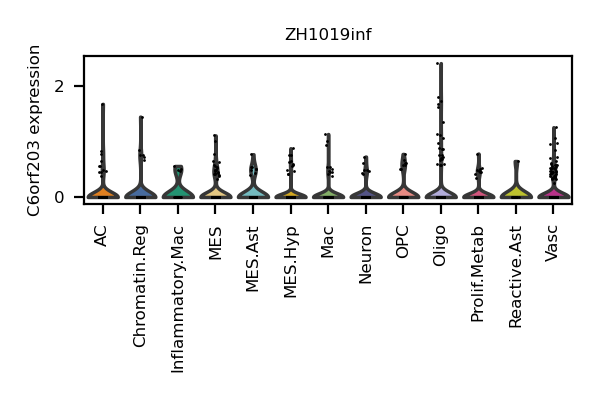 ZH1019inf
C6orf203 expression
2
0
AC
Chromatin.Reg
Inflammatory.Mac
MES
MES.Ast
MES.Hyp
Mac
Neuron
OPC
Oligo
Prolif.Metab
Reactive.Ast
Vasc